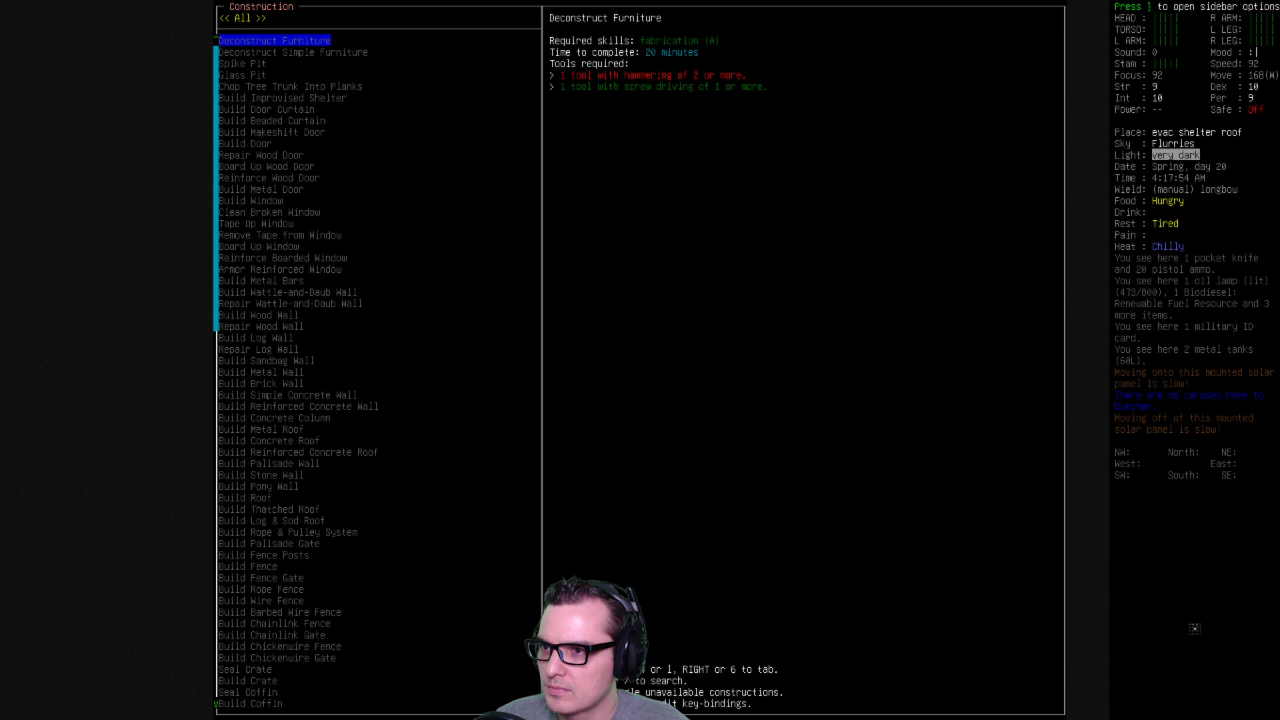 Construction
<< All >>
Deconstruct Furniture
Deconstruct Simple Furniture
Spike Pit
Glass Pit
Chop Tree Trunk Into Planks
Build Improvised Shelter
Build Door Curtain
Build Beaded Curtain
Build Makeshift Door
Build Door
Repair Wood Door
Board Up Wood Door
Reinforce Wood Door
Build Metal Door
Build Window
Clean Broken Window
Tape Up Window
Remove Tape from Window
Board Up Window
Reinforce Boarded Window
Armor Reinforced Window
Build Metal Bars
Build Wattle-and-Daub Wall
Repair Wattle-and-Daub Wall
Build Wood Wall
Repair Wood Wall
Build Log Wall
Repair Log Wall
Build Sandbag Wall
Build Metal Wall
Build Brick Wall
Build Simple Concrete Wall
Build Reinforced Concrete Wall
Build Concrete Column
Build Metal Roof
Build Concrete Roof
Build Reinforced Concrete Roof
Build Palisade Wall
Build Stone Wall
Build Pony Wall
Build Roof
Build Thatched Roof
Build Log & Sod Roof
Build Rope & Pulley System
Build Palisade Gate
Build Fence Posts
Build Fence
Build Fence Gate
Build Rope Fence
Build Wire Fence
Build Barbed Wire Fence
Build Chainlink Fence
Build Chainlink Gate
Build Chickenwire Fence
Build Chickenwire Gate
Seal Crate
Build Crate
Seal Coffin
Build Coffin
Deconstruct Furniture
Required skills: fabrication (0)
Time to complete: 20 minutes
Tools required:
> 1 tool with hammering of 2 or more.
> 1 tool with screw driving of 1 or more.
or l, RIGHT or 6 to tab.
/ to search.
unavailable constructions.
key-bindings.
Press } to open sidebar options
HEAD : ||||| R ARM: |||||
TORSO: ||||| L LEG: |||||
L ARM: ||||| R LEG: |||||
Sound: 0 Mood : :|
Stam : ||||| Speed: 92
Focus: 92 Move : 168(W)
Str : 9 Dex : 10
Int : 10 Per : 9
Power: -- Safe : Off
Place: evac shelter roof
Sky : Flurries
Light: very dark
Date : Spring, day 20
Time : 4:17:54 AM
Wield: (manual) longbow
Food : Hungry
Drink:
Rest : Tired
Pain :
Heat : Chilly
You see here 1 pocket knife
and 20 pistol ammo.
You see here 1 oil lamp (lit)
(473/800), 1 Biodiesel:
Renewable Fuel Resource and 3
more items.
You see here 1 military ID
card.
You see here 2 metal tanks
(60L).
Moving onto this mounted solar
panel is slow!
There are no corpses here to
butcher.
Moving off of this mounted
solar panel is slow!
NW: North: NE:
West: East:
SW: South: SE: